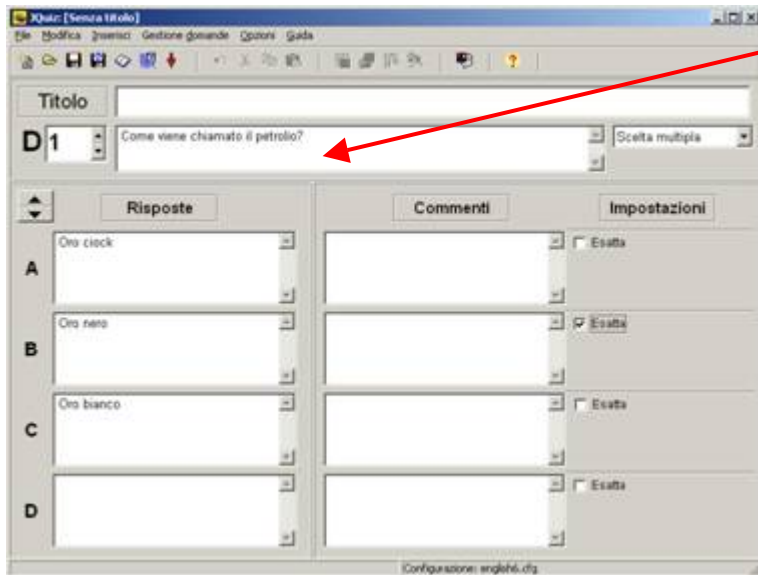 JQuiz: [Senza titolo]
File Modifica Inserisci Gestione domande Opzioni Guida
Titolo
D 1 Come viene chiamato il petrolio? Scelta multipla
Risposte Commenti Impostazioni
A Oro ciock Esatta
B Oro nero Esatta
C Oro bianco Esatta
D Esatta
Configurazione: english6.cfg